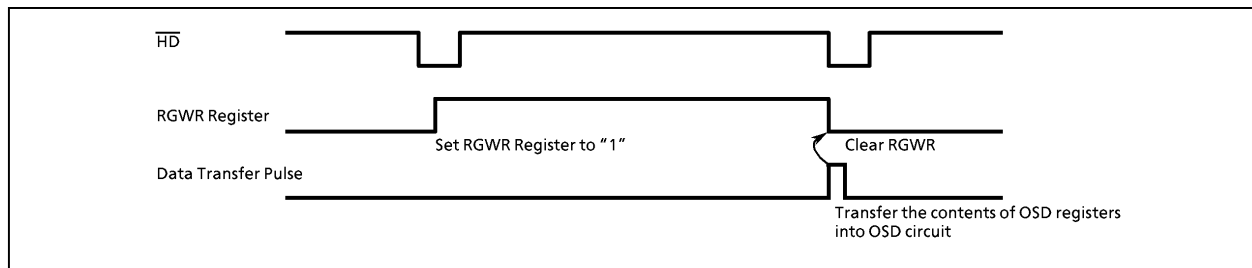 HD
RGWR Register
Set RGWR Register to “1”
Clear RGWR
Data Transfer Pulse
Transfer the contents of OSD registers
into OSD circuit